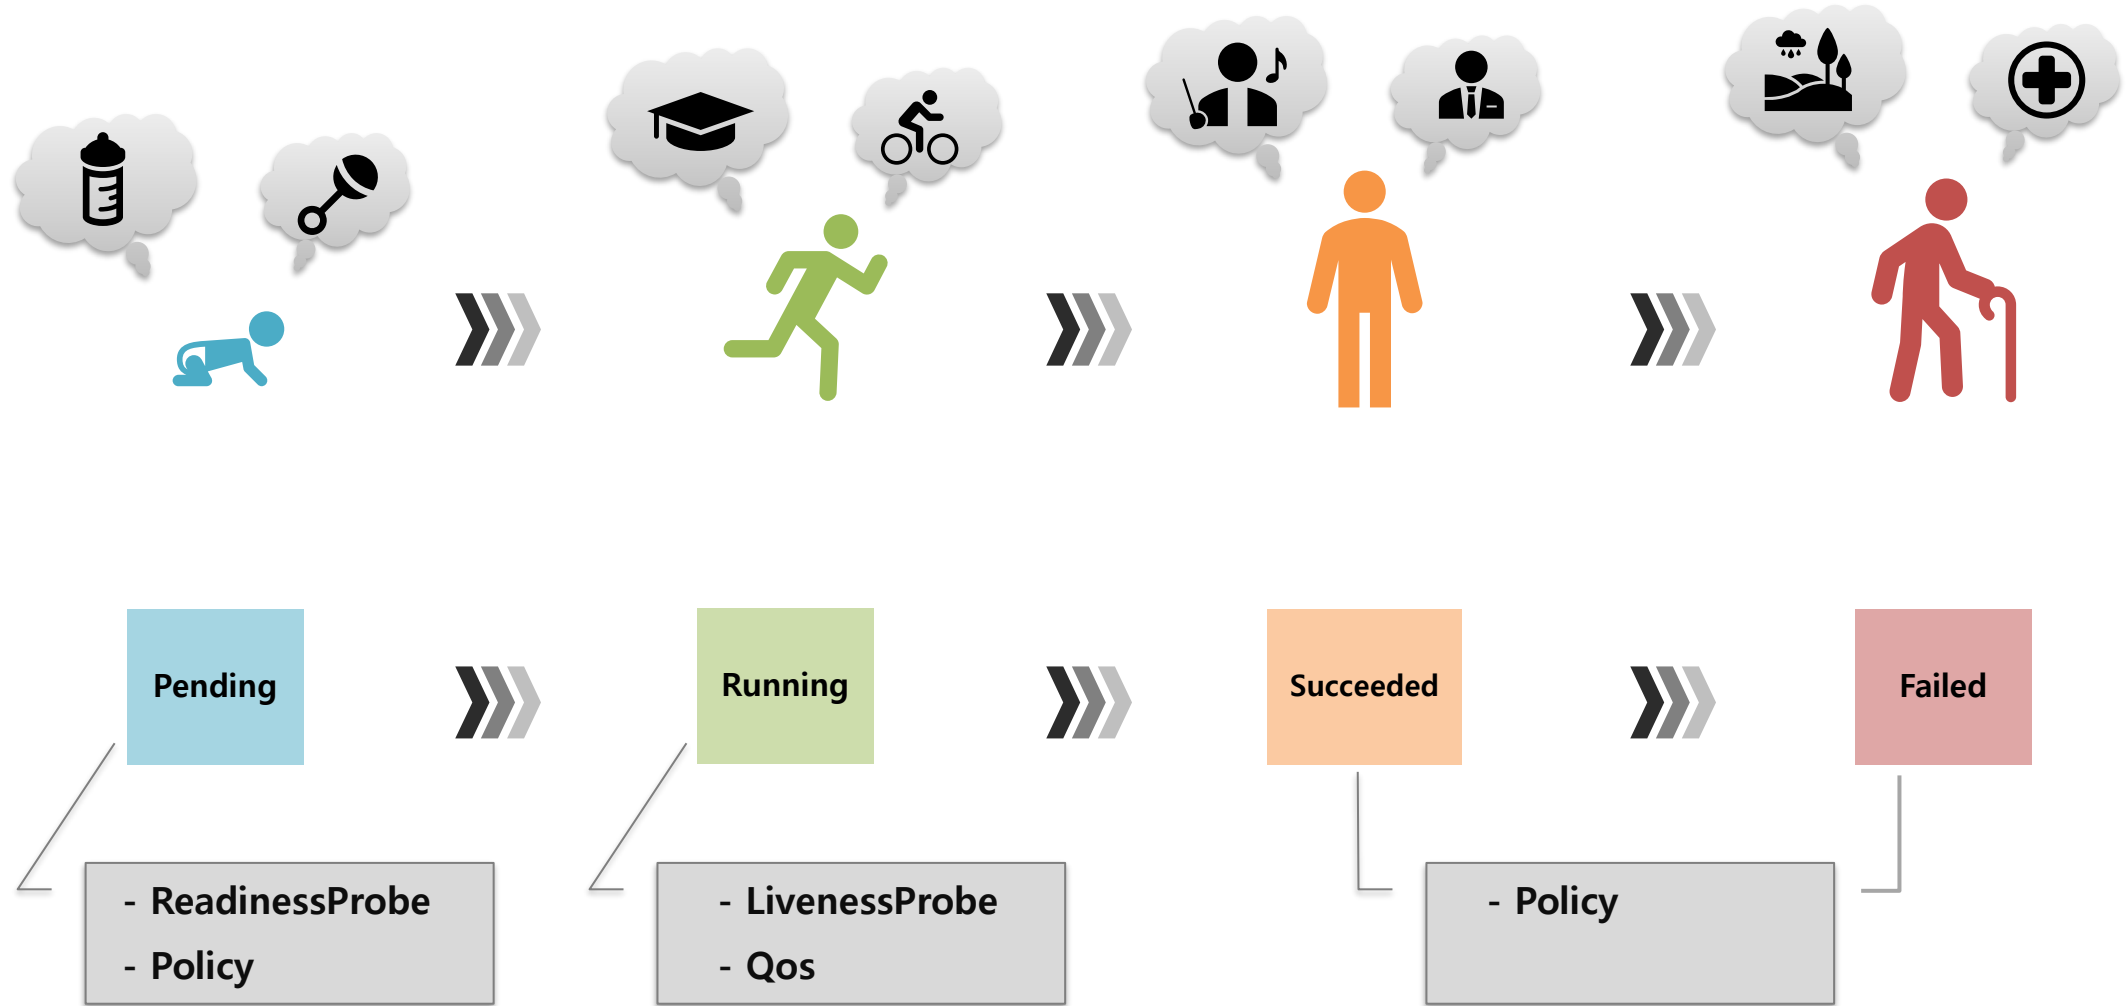 Pending
Running
Succeeded
Failed
- ReadinessProbe
- Policy
- LivenessProbe
- Qos
- Policy